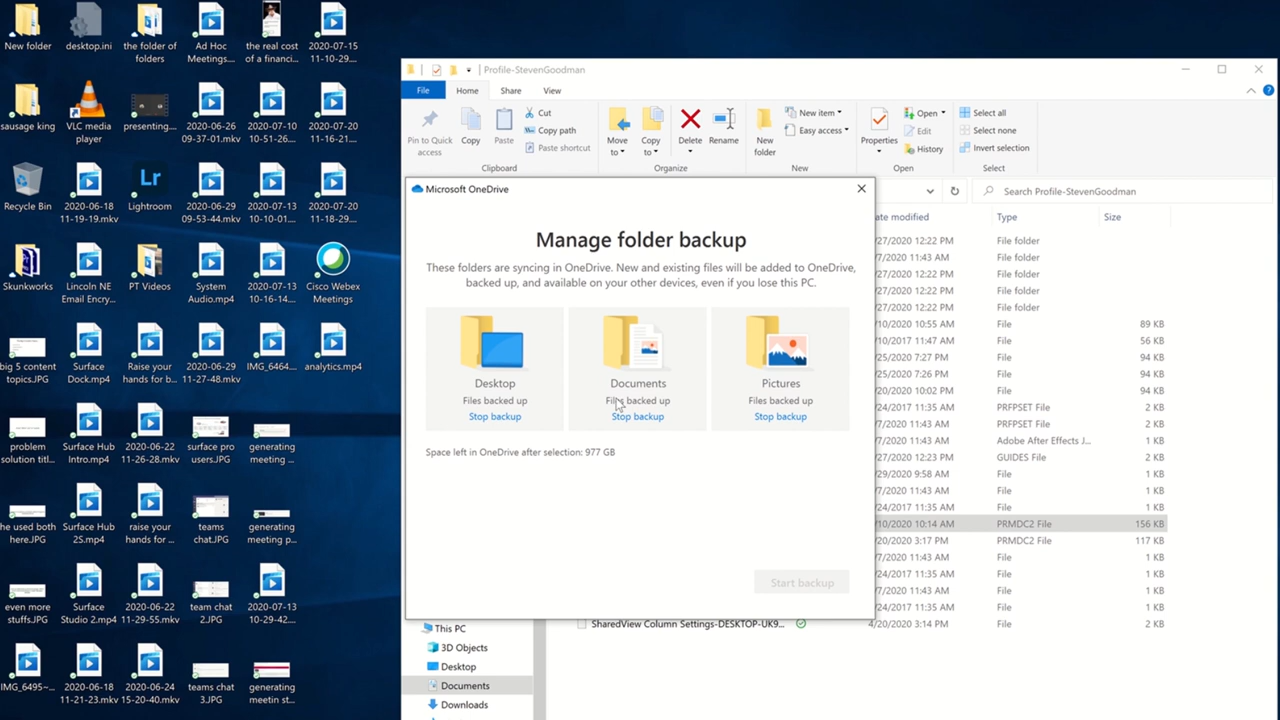 New folder
desktop.ini
the folder of
folders
Ad Hoc
Meetings....
the real cost
of a financi...
2020-07-15
11-10-29....
sausage king
VLC media
player
presenting....
2020-06-26
09-37-01.mkv
2020-07-10
10-51-26....
2020-07-20
11-16-21....
Recycle Bin
2020-06-18
11-19-19.mkv
Lr
Lightroom
2020-06-29
09-53-44.mkv
2020-07-13
10-10-01....
2020-07-20
11-18-29....
Skunkworks
Lincoln NE
Email Encry...
PT Videos
System
Audio.mp4
2020-07-13
10-16-14....
Cisco Webex
Meetings
big 5 content
topics.JPG
Surface
Dock.mp4
Raise your
hands for b...
2020-06-29
11-27-48.mkv
IMG_6464....
analytics.mp4
problem
solution titl...
Surface Hub
Intro.mp4
2020-06-22
11-26-28.mkv
surface pro
users.JPG
generating
meeting ...
he used both
here.JPG
Surface Hub
2S.mp4
raise your
hands for ...
teams
chat.JPG
generating
meeting p...
even more
stuffs.JPG
Surface
Studio 2.mp4
2020-06-22
11-29-55.mkv
team chat
2.JPG
2020-07-13
10-29-42....
IMG_6495~...
2020-06-18
11-21-23.mkv
2020-06-24
15-20-40.mkv
teams chat
3.JPG
generating
meetin st...
Profile-StevenGoodman
File Home Share View
Pin to Quick
access
Copy
Paste
Cut
Copy path
Paste shortcut
Clipboard
Move
to
Copy
to
Delete
Rename
Organize
New
folder
New item
Easy access
New
Properties
Open
Edit
History
Open
Select all
Select none
Invert selection
Select
Search Profile-StevenGoodman
ate modified Type Size
/27/2020 12:22 PM File folder
/7/2020 11:43 AM File folder
/27/2020 12:22 PM File folder
/27/2020 12:22 PM File folder
/27/2020 12:22 PM File folder
/10/2020 10:55 AM File 89 KB
/10/2020 11:47 AM File 56 KB
/25/2020 7:27 PM File 94 KB
/25/2020 7:26 PM File 94 KB
/20/2020 10:02 PM File 94 KB
/24/2017 11:35 AM PRFPSET File 2 KB
/7/2020 11:43 AM PRFPSET File 2 KB
/7/2020 11:43 AM Adobe After Effects J... 2 KB
/27/2020 12:23 PM GUIDES File 2 KB
/29/2020 9:58 AM File 1 KB
/7/2020 11:43 AM File 1 KB
/24/2017 11:35 AM File 1 KB
/10/2020 10:14 AM PRMDC2 File 156 KB
/20/2020 3:17 PM PRMDC2 File 117 KB
/7/2020 11:43 AM File 1 KB
/24/2017 11:35 AM File 1 KB
/7/2020 11:43 AM File 1 KB
/24/2017 11:35 AM File 1 KB
SharedView Column Settings-DESKTOP-UK9... 4/20/2020 3:14 PM File 2 KB
Microsoft OneDrive
Manage folder backup
These folders are syncing in OneDrive. New and existing files will be added to OneDrive,
backed up, and available on your other devices, even if you lose this PC.
Desktop
Files backed up
Stop backup
Documents
Files backed up
Stop backup
Pictures
Files backed up
Stop backup
Space left in OneDrive after selection: 977 GB
Start backup
This PC
3D Objects
Desktop
Documents
Downloads